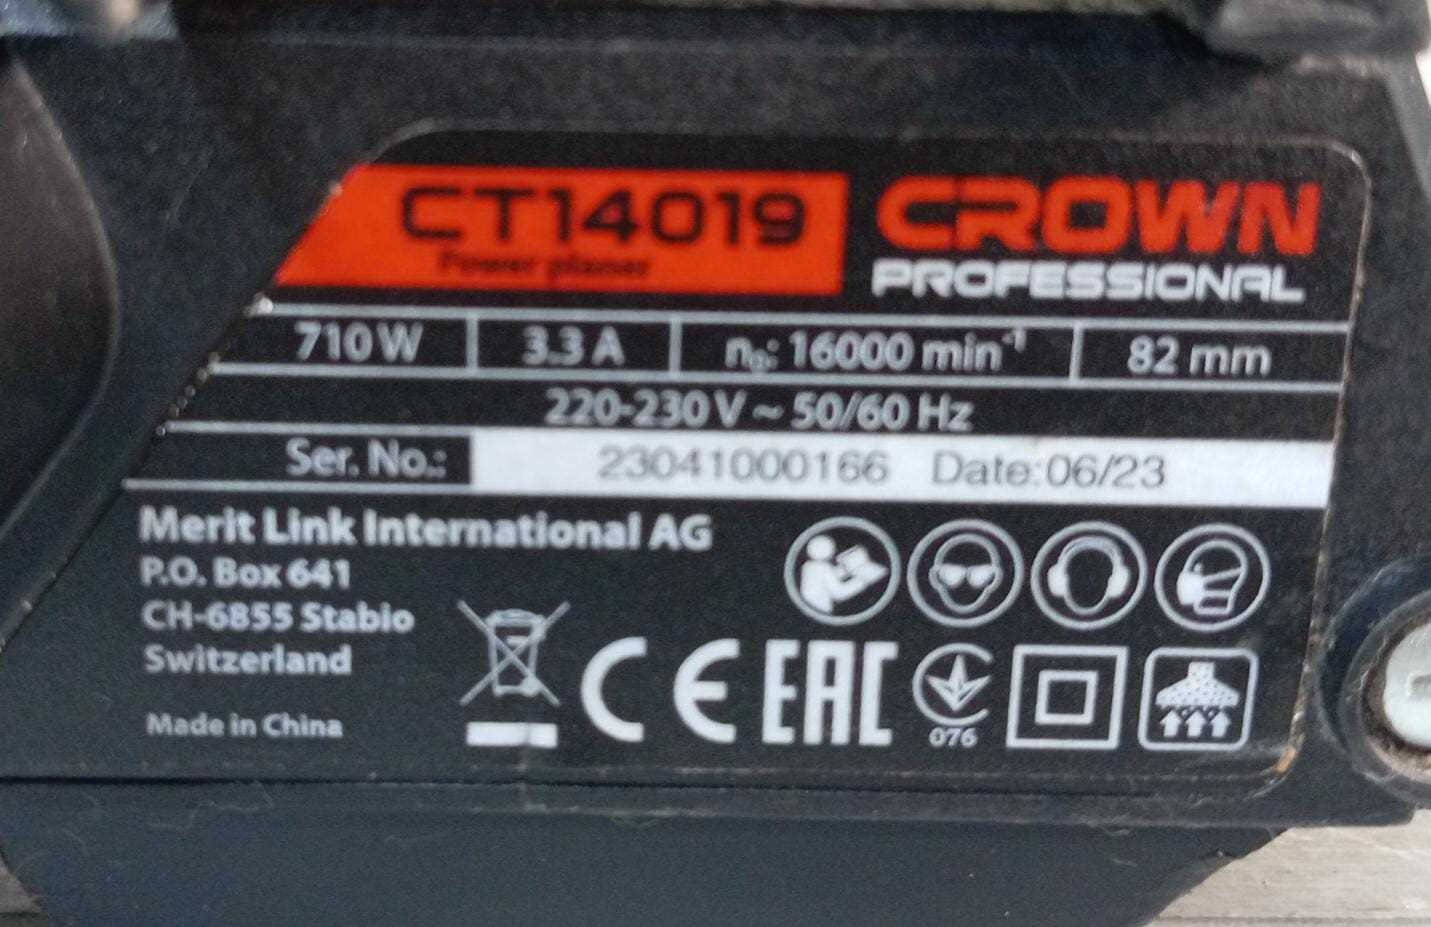 CT14019
Power planer
CROWN
PROFESSIONAL
710 W 3.3 A n₀: 16000 min⁻¹ 82 mm
220-230 V ~ 50/60 Hz
Ser. No.: 23041000166 Date:06/23
Merit Link International AG
P.O. Box 641
CH-6855 Stabio
Switzerland
Made in China
CE EAC
076